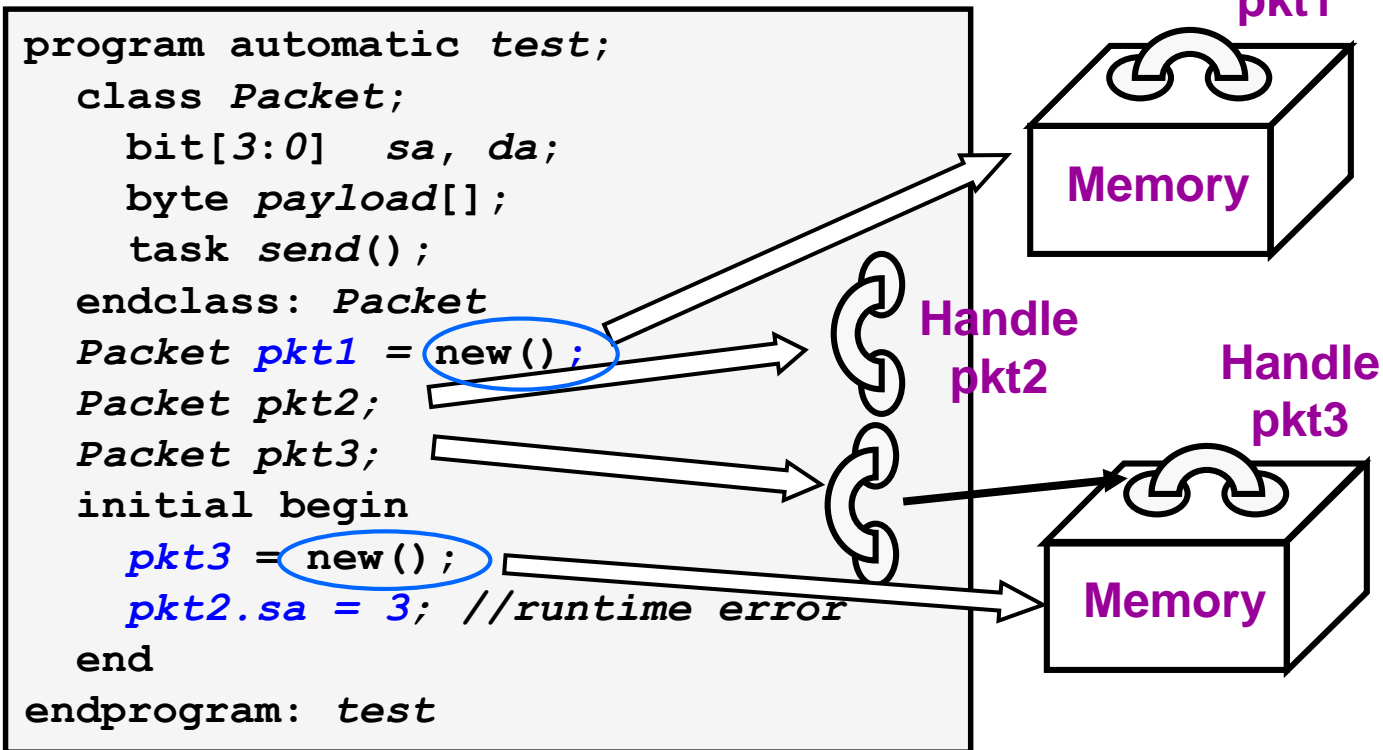 program automatic test;
class Packet;
bit[3:0] sa, da;
byte payload[];
task send();
endclass: Packet
Packet pkt1 = new();
Packet pkt2;
Packet pkt3;
initial begin
pkt3 = new();
pkt2.sa = 3; //runtime error
end
endprogram: test
pkt1
Memory
Handle
pkt2
Handle
pkt3
Memory